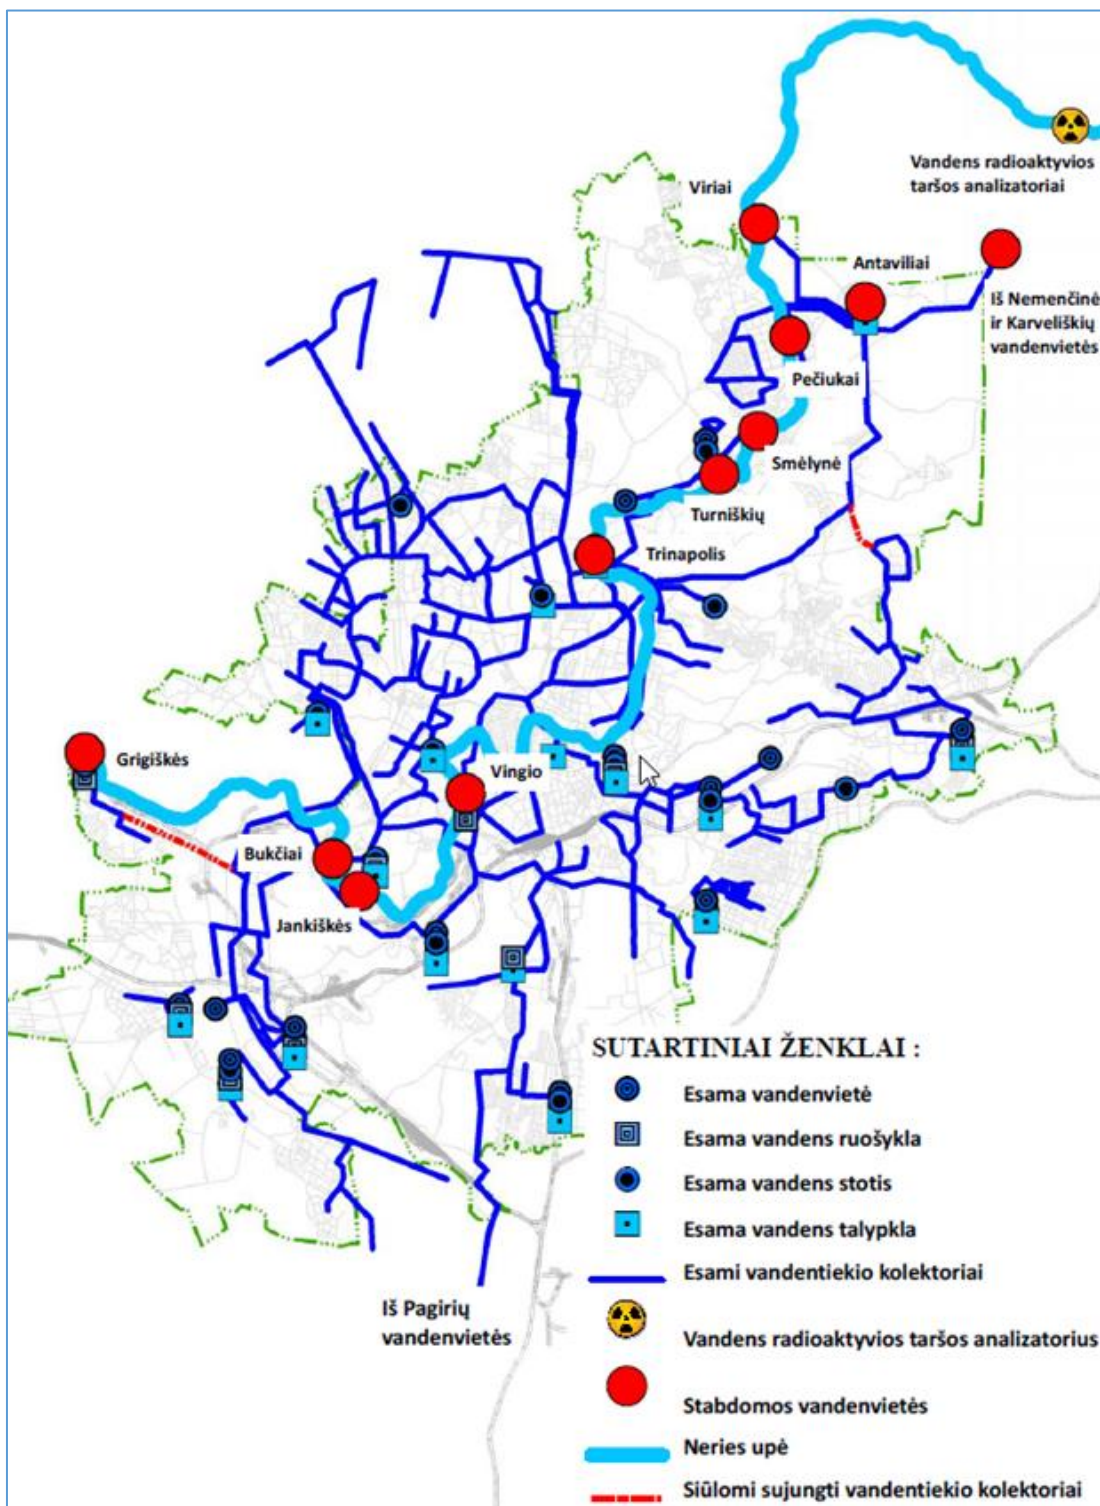 Vandens radioaktyvios
taršos analizatoriai
Viriai
Antaviliai
Iš Nemenčinė
ir Karveliškių
vandenvietės
Pečiukai
Smėlynė
Turniškių
Trinapolis
Grigiškės
Vingio
Bukčiai
Jankiškės
Iš Pagirių
vandenvietės
SUTARTINIAI ŽENKLAI :
Esama vandenvietė
Esama vandens ruošykla
Esama vandens stotis
Esama vandens talypkla
Esami vandentiekio kolektoriai
Vandens radioaktyvios taršos analizatorius
Stabdomos vandenvietės
Neries upė
Siūlomi sujungti vandentiekio kolektoriai